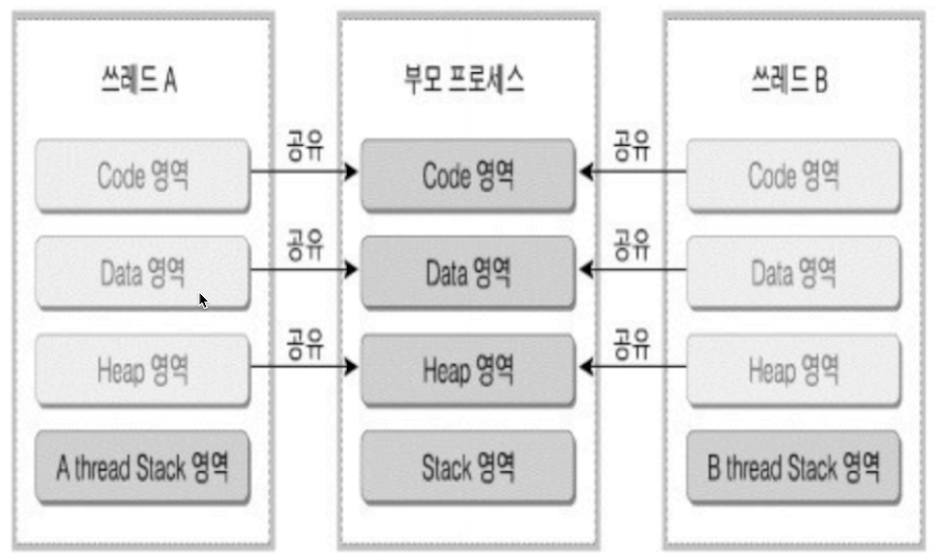 쓰레드 A
부모 프로세스
쓰레드 B
Code 영역
공유
Code 영역
공유
Code 영역
Data 영역
공유
Data 영역
공유
Data 영역
Heap 영역
공유
Heap 영역
공유
Heap 영역
A thread Stack 영역
Stack 영역
B thread Stack 영역